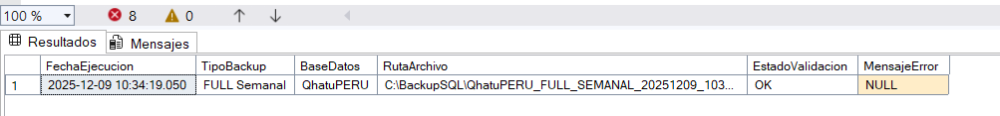 100 % 8 0
Resultados Mensajes
FechaEjecucion TipoBackup BaseDatos RutaArchivo EstadoValidacion MensajeError
1 2025-12-09 10:34:19.050 FULL Semanal QhatuPERU C:\BackupSQL\QhatuPERU_FULL_SEMANAL_20251209_103... OK NULL